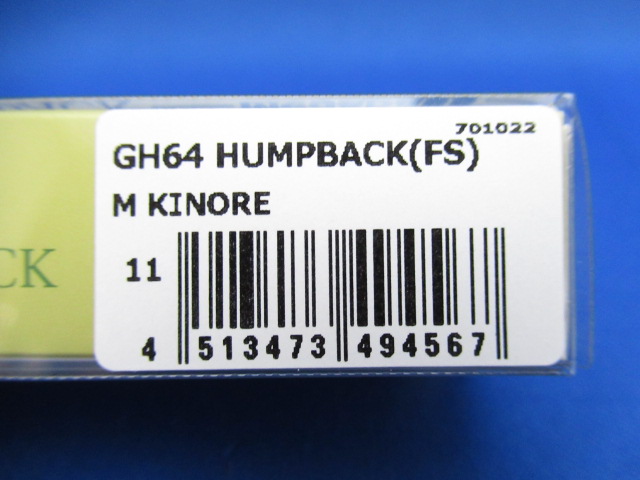 701022
GH64 HUMPBACK(FS)
M KINORE
11
CK
4 513473 494567